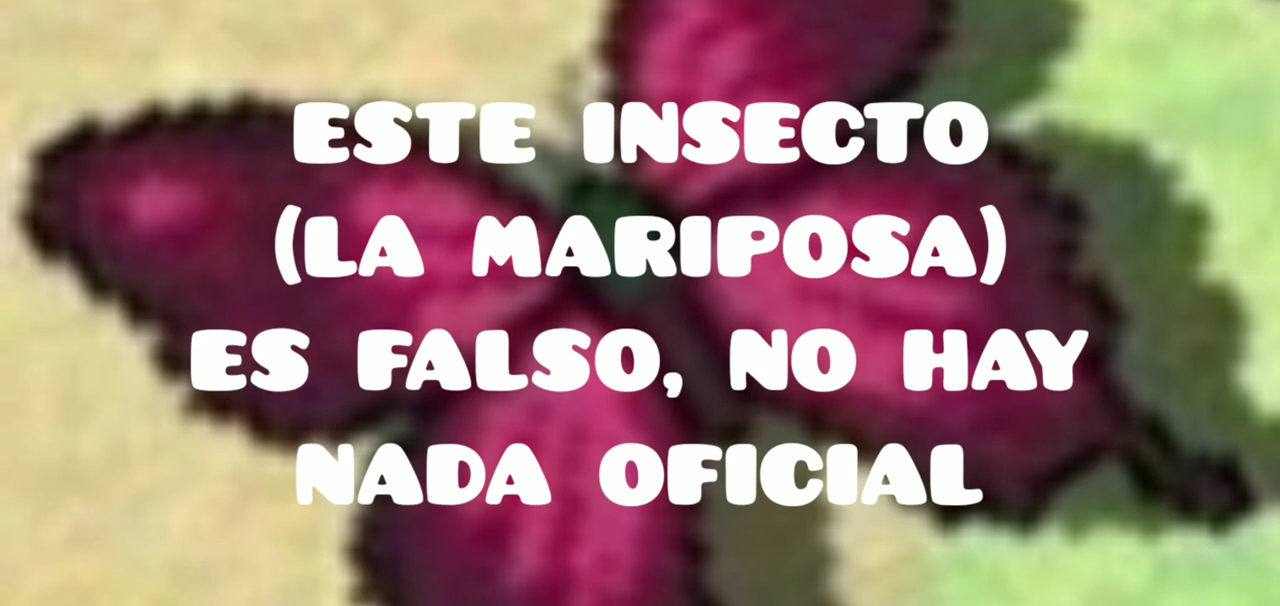 ESTE INSECTO
(LA MARIPOSA)
ES FALSO, NO HAY
NADA OFICIAL